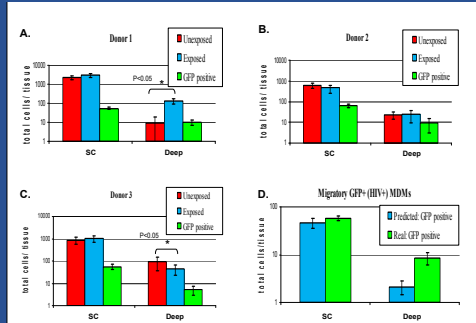 A.
Donor 1
Unexposed
Exposed
GFP positive
total cells/ tissue
10000
1000
100
10
1
P<0.05
*
SC
Deep
B.
Donor 2
Unexposed
Exposed
GFP positive
total cells/ tissue
10000
1000
100
10
1
SC
Deep
C.
Donor 3
Unexposed
Exposed
GFP positive
total cells/ tissue
10000
1000
100
10
1
P<0.05
*
SC
Deep
D.
Migratory GFP+ (HIV+) MDMs
Predicted: GFP positive
Real: GFP positive
total cells/tissue
100
10
1
SC
Deep